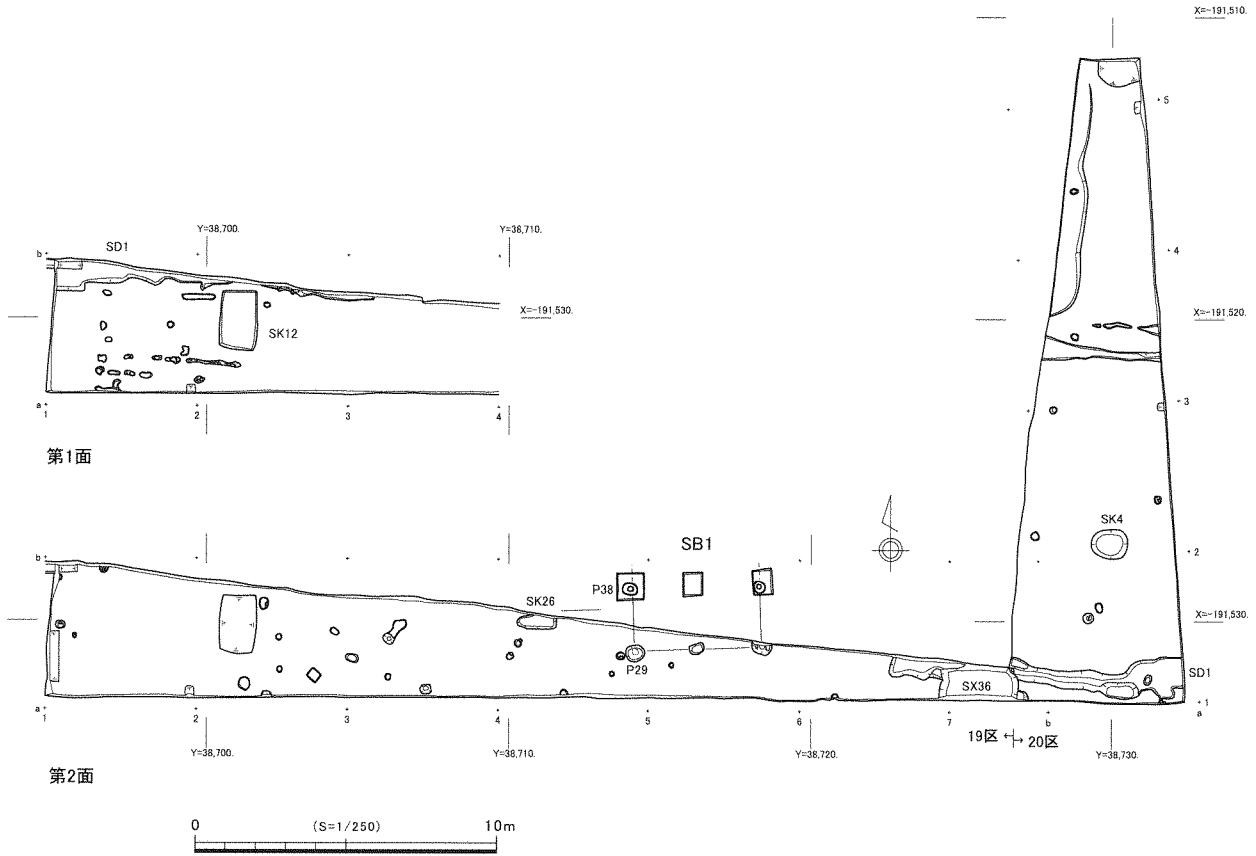 X=-191,510.
5
4
X=-191,520.
3
SK4
2
X=-191,530.
SD1
1
a
Y=38,700.
Y=38,710.
SD1
b
X=-191,530.
SK12
a
1
2
3
4
第1面
SB1
b
P38
SK26
P29
SX36
a
1
2
3
4
5
6
7
b
19区 20区
Y=38,700.
Y=38,710.
Y=38,720.
Y=38,730.
第2面
0 (S=1/250) 10m